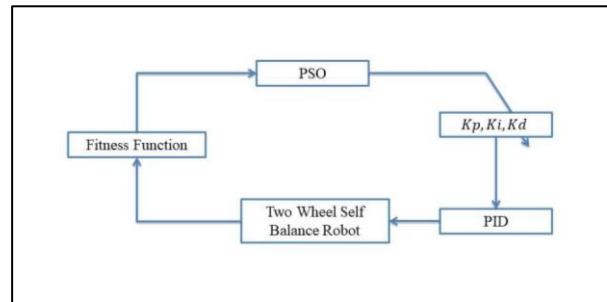 PSO
Kp, Ki, Kd
Fitness Function
Two Wheel Self
Balance Robot
PID